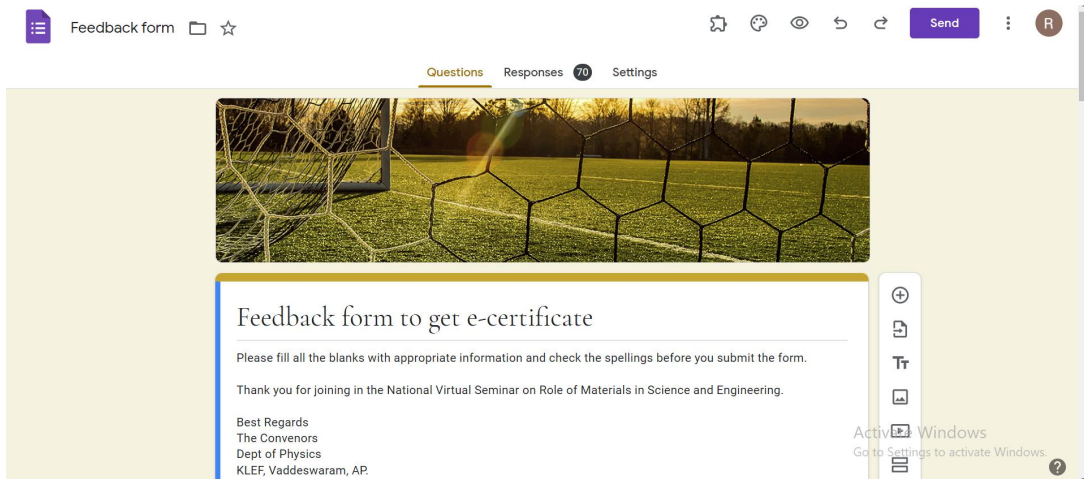 Feedback form
Send
R
Questions Responses 70 Settings
Feedback form to get e-certificate
Please fill all the blanks with appropriate information and check the spellings before you submit the form.
Thank you for joining in the National Virtual Seminar on Role of Materials in Science and Engineering.
Best Regards
The Convenors
Dept of Physics
KLEF, Vaddeswaram, AP.
Tт
Activate Windows
Go to Settings to activate Windows.